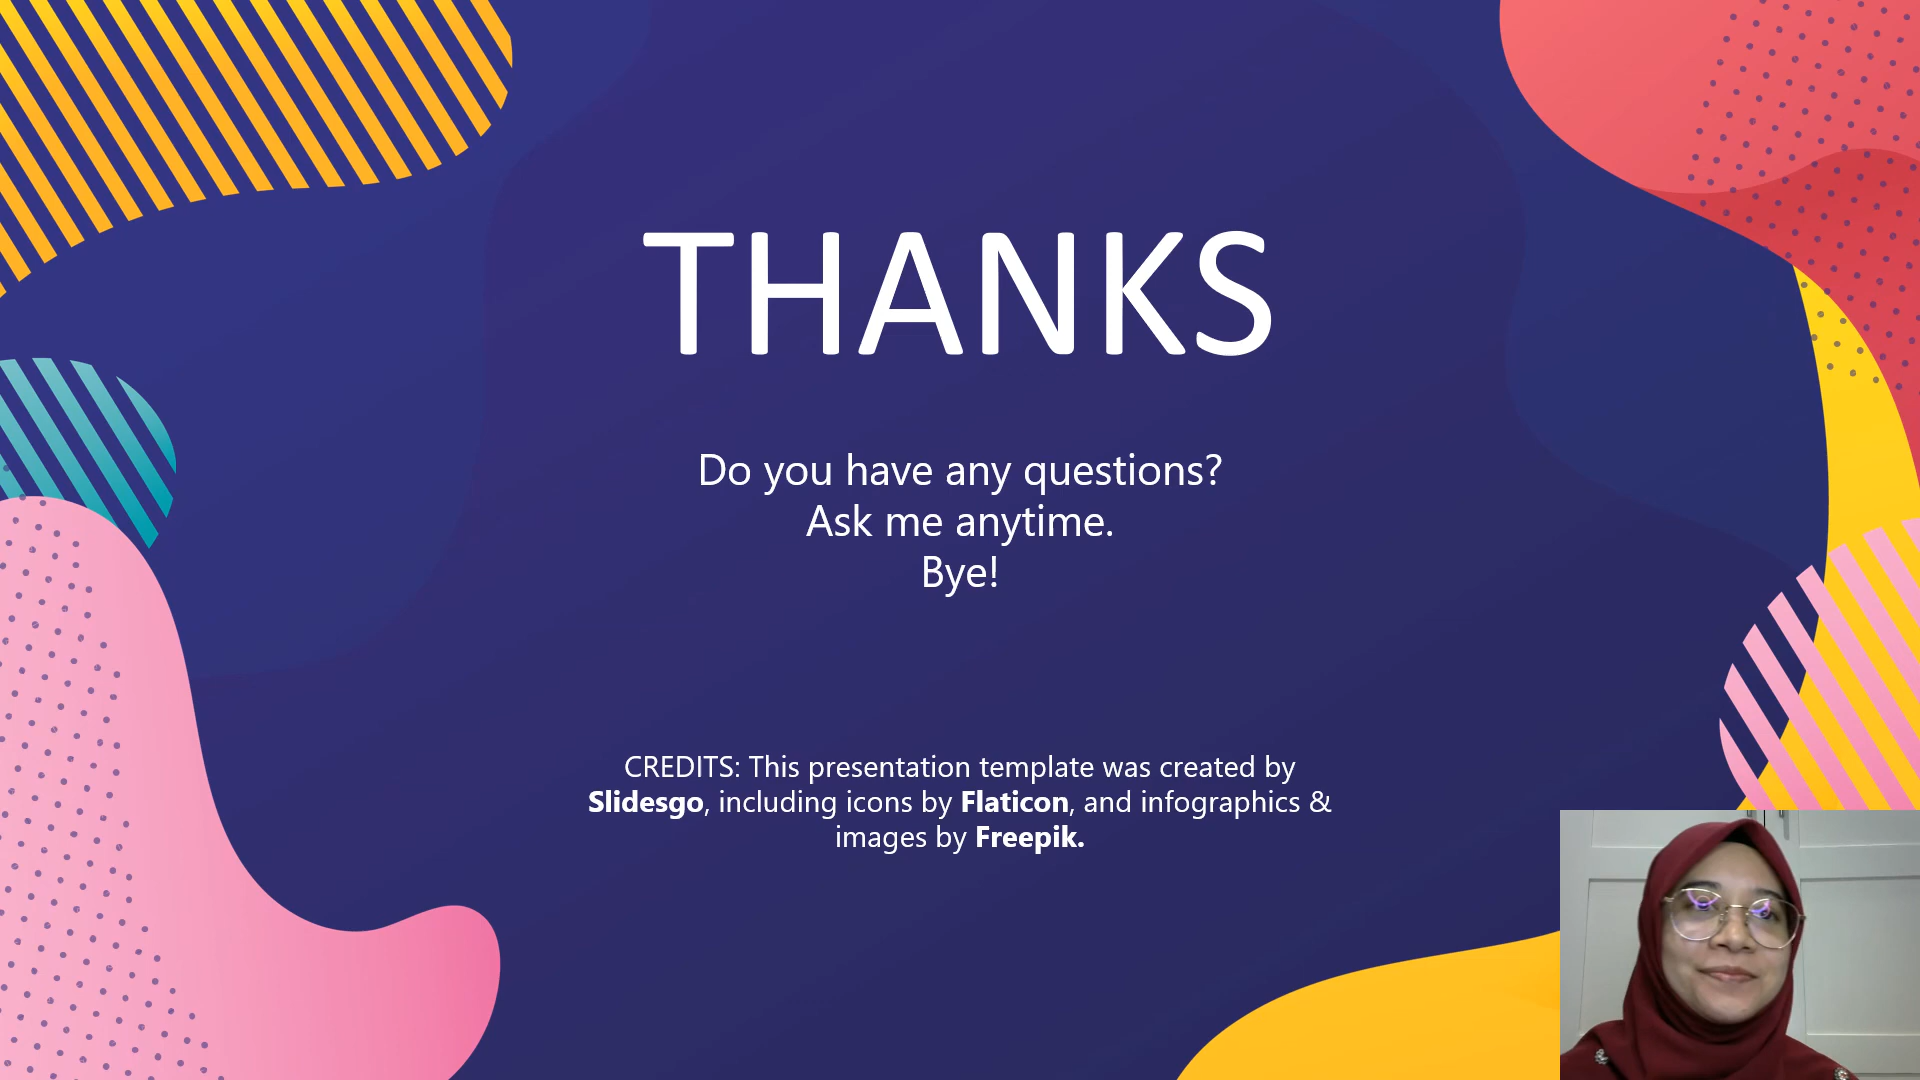 THANKS
Do you have any questions?
Ask me anytime.
Bye!
CREDITS: This presentation template was created by
Slidesgo, including icons by Flaticon, and infographics &
images by Freepik.